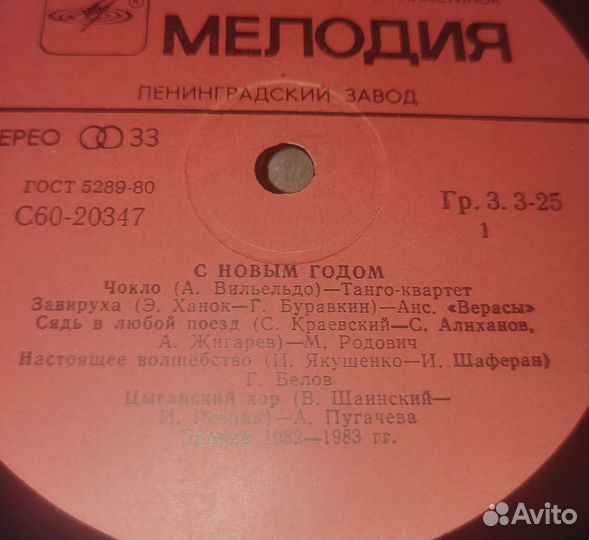 МЕЛОДИЯ
ЛЕНИНГРАДСКИЙ ЗАВОД
ЕРЕО 33
ГОСТ 5289-80
С60-20347
Гр. 3. 3-25
1
С НОВЫМ ГОДОМ
Чокло (А. Вильельдо)—Танго-квартет
Завируха (Э. Ханок—Г. Буравкин)—Анс. «Верасы»
Сядь в любой поезд (С. Краевский—С. Алиханов,
А. Жигарев)—М. Родович
Настоящее волшебство (И. Якушенко—И. Шаферан)
Г. Белов
Цыганский хор (В. Шаинский—
И. Резник)—А. Пугачева
Записи 1982—1983 гг.
Avito